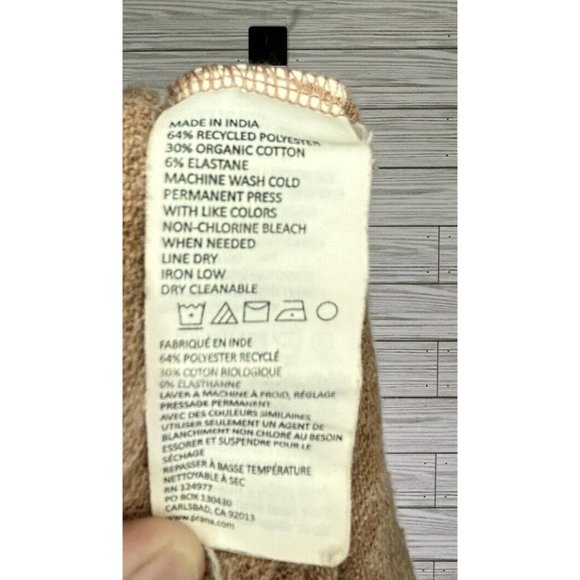 MADE IN INDIA
64% RECYCLED POLYESTER
30% ORGANIC COTTON
6% ELASTANE
MACHINE WASH COLD
PERMANENT PRESS
WITH LIKE COLORS
NON-CHLORINE BLEACH
WHEN NEEDED
LINE DRY
IRON LOW
DRY CLEANABLE
FABRIQUÉ EN INDE
64% POLYESTER RECYCLÉ
30% COTON BIOLOGIQUE
6% ÉLASTHANNE
LAVER À MACHINE À FROID, RÉGLAGE
PRESSAGE PERMANENT
AVEC DES COULEURS SIMILAIRES
UTILISER SEULEMENT UN AGENT DE
BLANCHIMENT NON CHLORÉ AU BESOIN
ESSORER ET SUSPENDRE POUR LE
SÉCHAGE
REPASSER À BASSE TEMPÉRATURE
NETTOYABLE À SEC
RN 124977
PO BOX 130430
CARLSBAD, CA 92013
www.prana.com